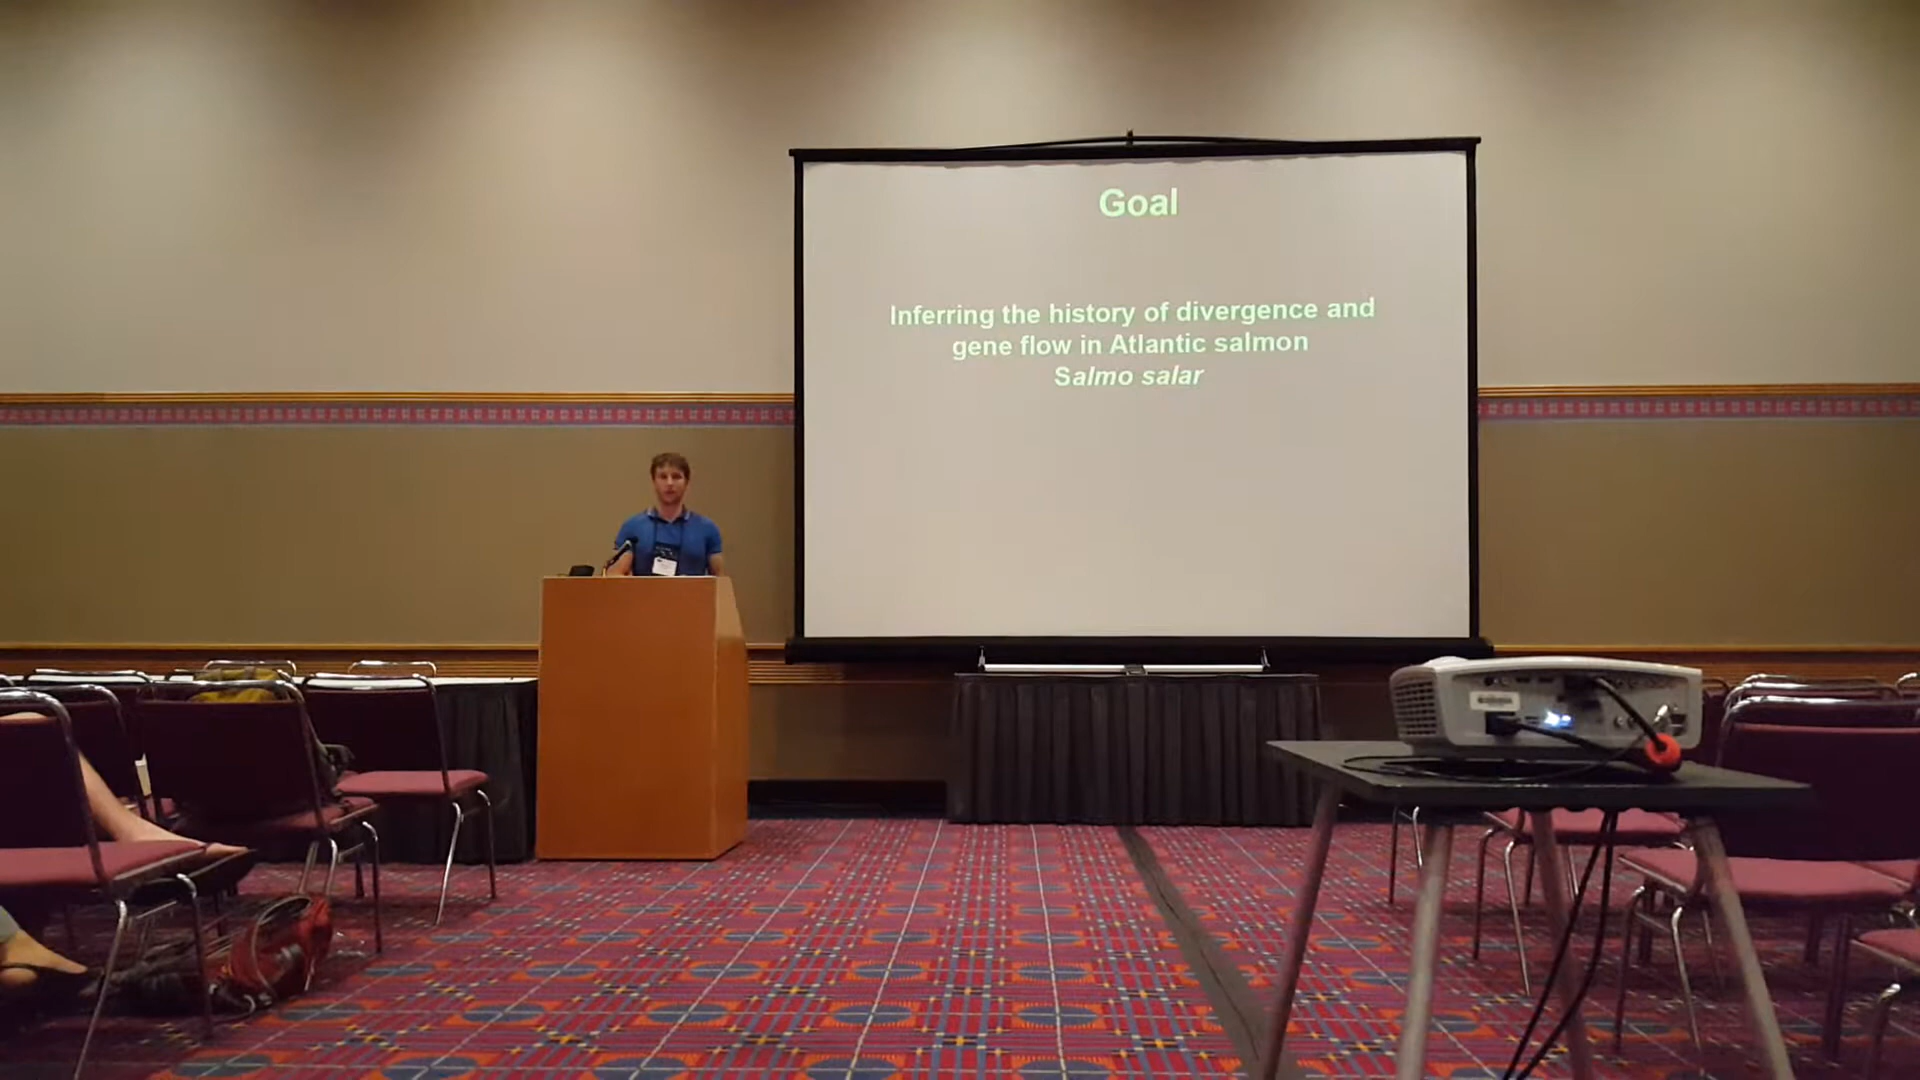 Goal
Inferring the history of divergence and
gene flow in Atlantic salmon
Salmo salar